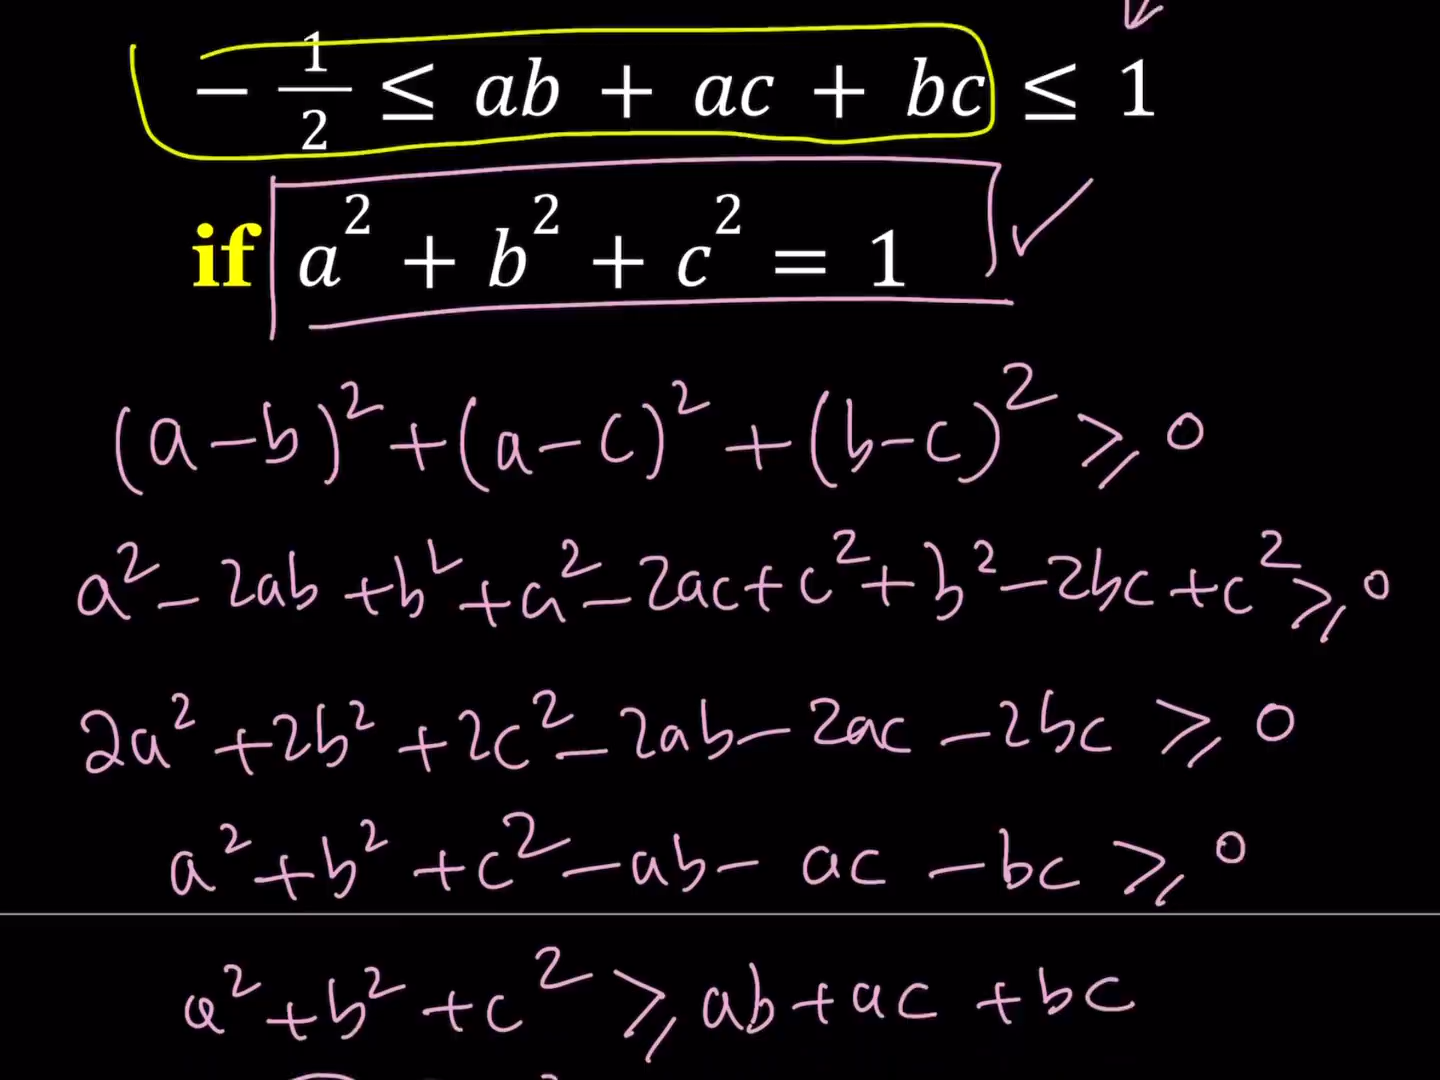 −1/2 ≤ ab + ac + bc ≤ 1
if a² + b² + c² = 1 ✓
(a−b)² + (a−c)² + (b−c)² ≥ 0
a² − 2ab + b² + a² − 2ac + c² + b² − 2bc + c² ≥ 0
2a² + 2b² + 2c² − 2ab − 2ac − 2bc ≥ 0
a² + b² + c² − ab − ac − bc ≥ 0
a² + b² + c² ≥ ab + ac + bc